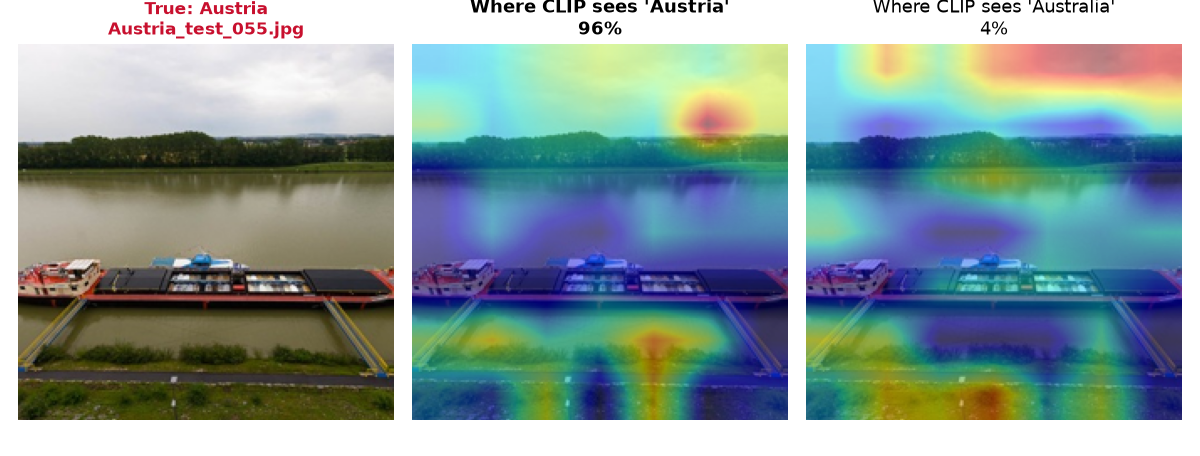 True: Austria
Austria_test_055.jpg
Where CLIP sees 'Austria'
96%
Where CLIP sees 'Australia'
4%